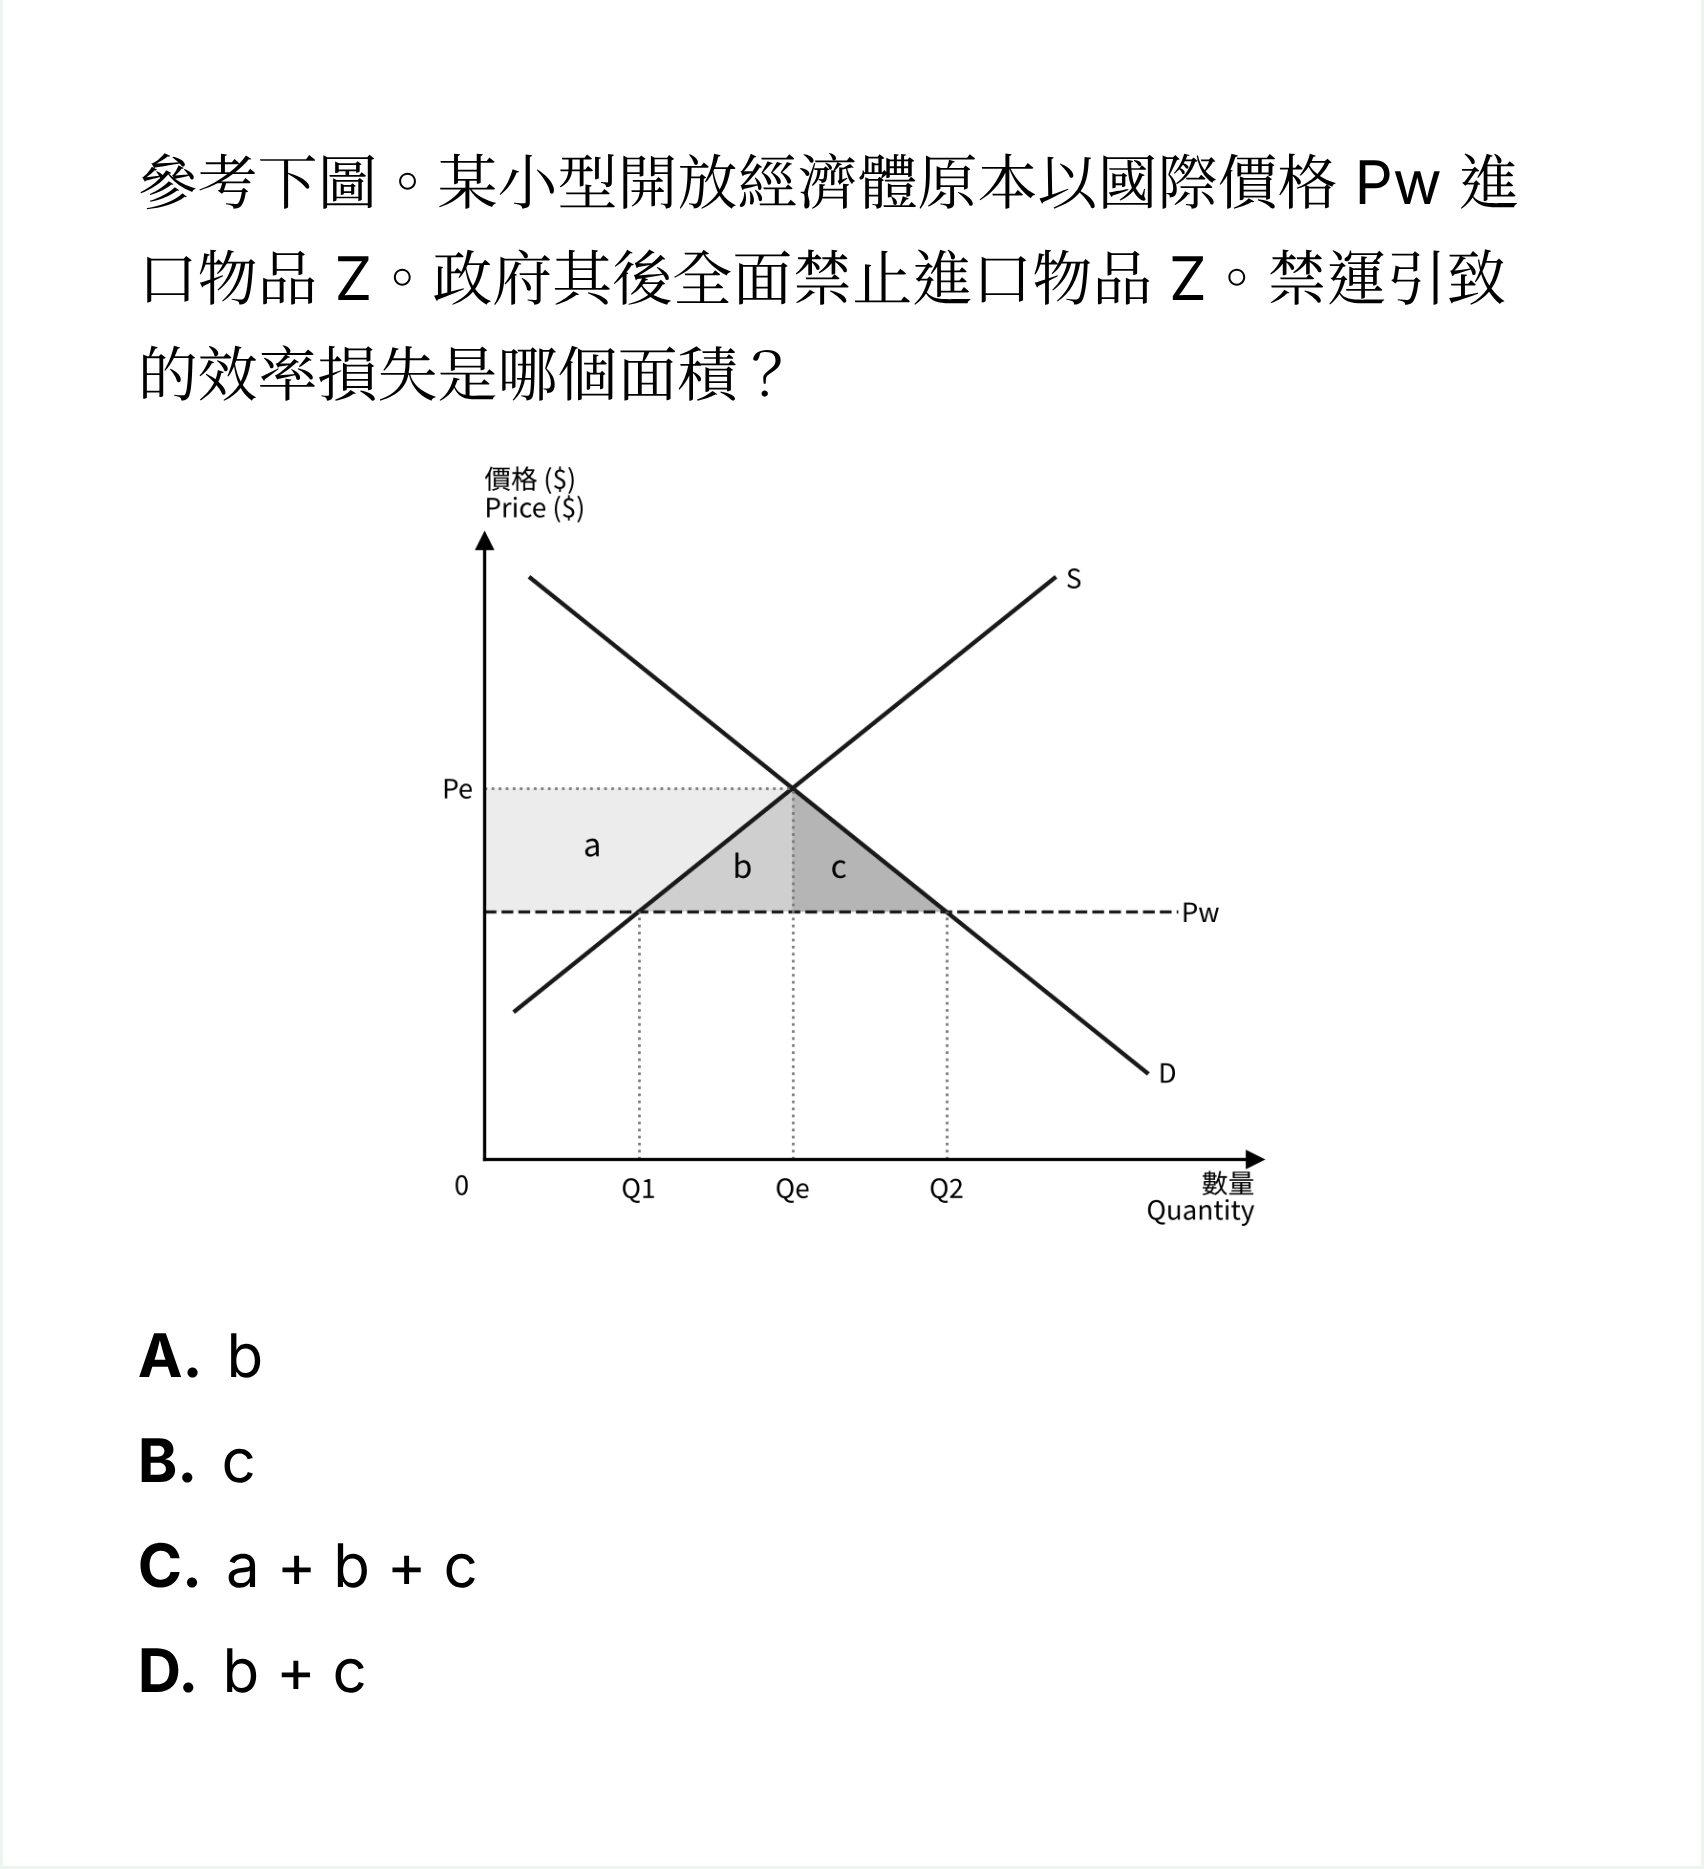 參考下圖。某小型開放經濟體原本以國際價格 Pw 進
口物品 Z。政府其後全面禁止進口物品 Z。禁運引致
的效率損失是哪個面積？
價格 ($)
Price ($)
S
Pe
a
b
c
Pw
D
0
Q1
Qe
Q2
數量
Quantity
A. b
B. c
C. a + b + c
D. b + c